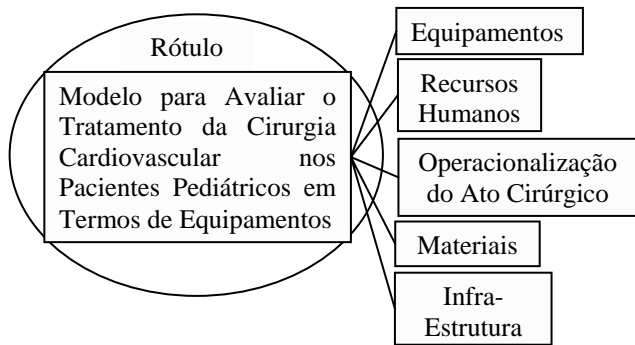 Rótulo
Modelo para Avaliar o
Tratamento da Cirurgia
Cardiovascular nos
Pacientes Pediátricos em
Termos de Equipamentos
Equipamentos
Recursos
Humanos
Operacionalização
do Ato Cirúrgico
Materiais
Infra-
Estrutura